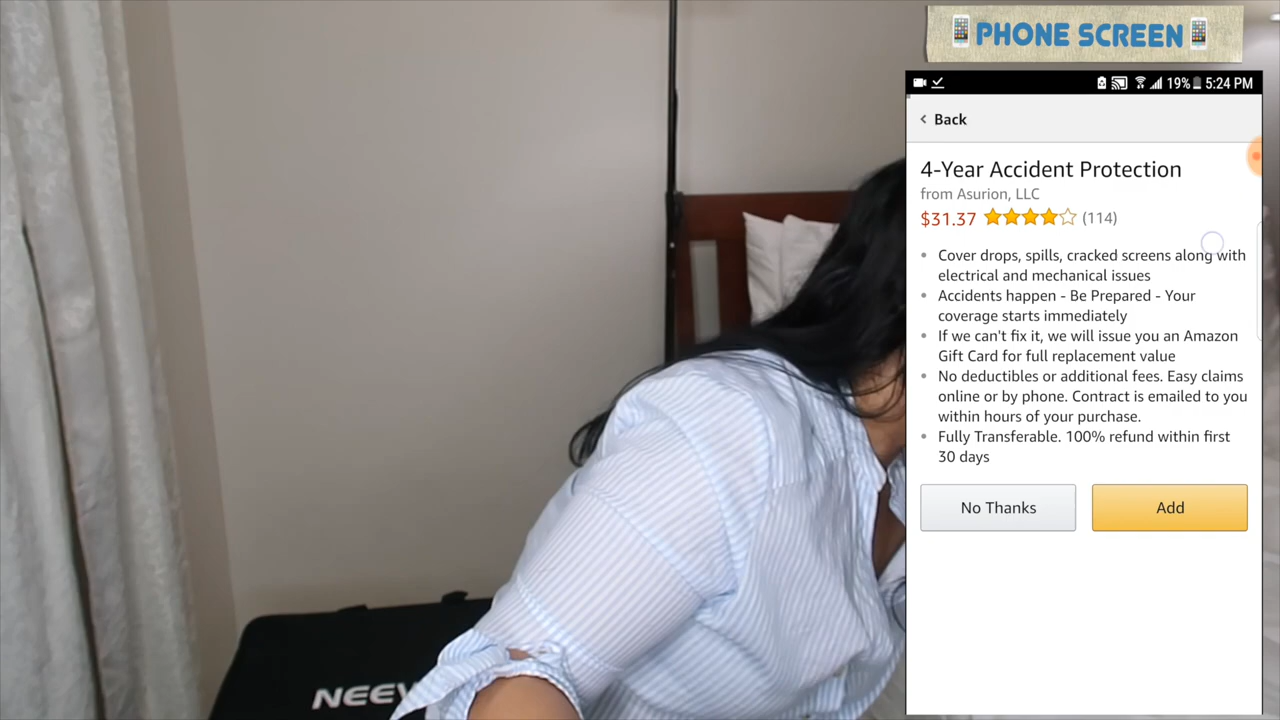 PHONE SCREEN
19% 5:24 PM
Back
4-Year Accident Protection
from Asurion, LLC
$31.37 (114)
• Cover drops, spills, cracked screens along with
electrical and mechanical issues
• Accidents happen - Be Prepared - Your
coverage starts immediately
• If we can't fix it, we will issue you an Amazon
Gift Card for full replacement value
• No deductibles or additional fees. Easy claims
online or by phone. Contract is emailed to you
within hours of your purchase.
• Fully Transferable. 100% refund within first
30 days
No Thanks Add
NEEW